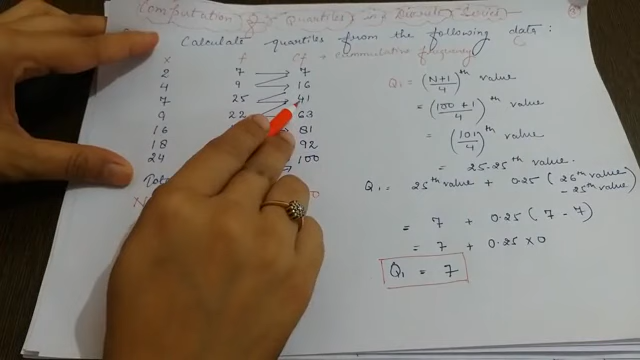 Computation of Quartiles in Discrete Series
Calculate quartiles from the following data:
x f Cf → cummulative frequency
2 7 7
4 9 16
7 25 41
9 22 63
16 81
18 92
24 100
Q₁ = (N+1/4)th value
= (100+1/4)th value
= (101/4)th value
= 25.25th value.
Q₁ = 25th value + 0.25 (26th value - 25th value)
= 7 + 0.25 (7 - 7)
= 7 + 0.25 × 0
Q₁ = 7